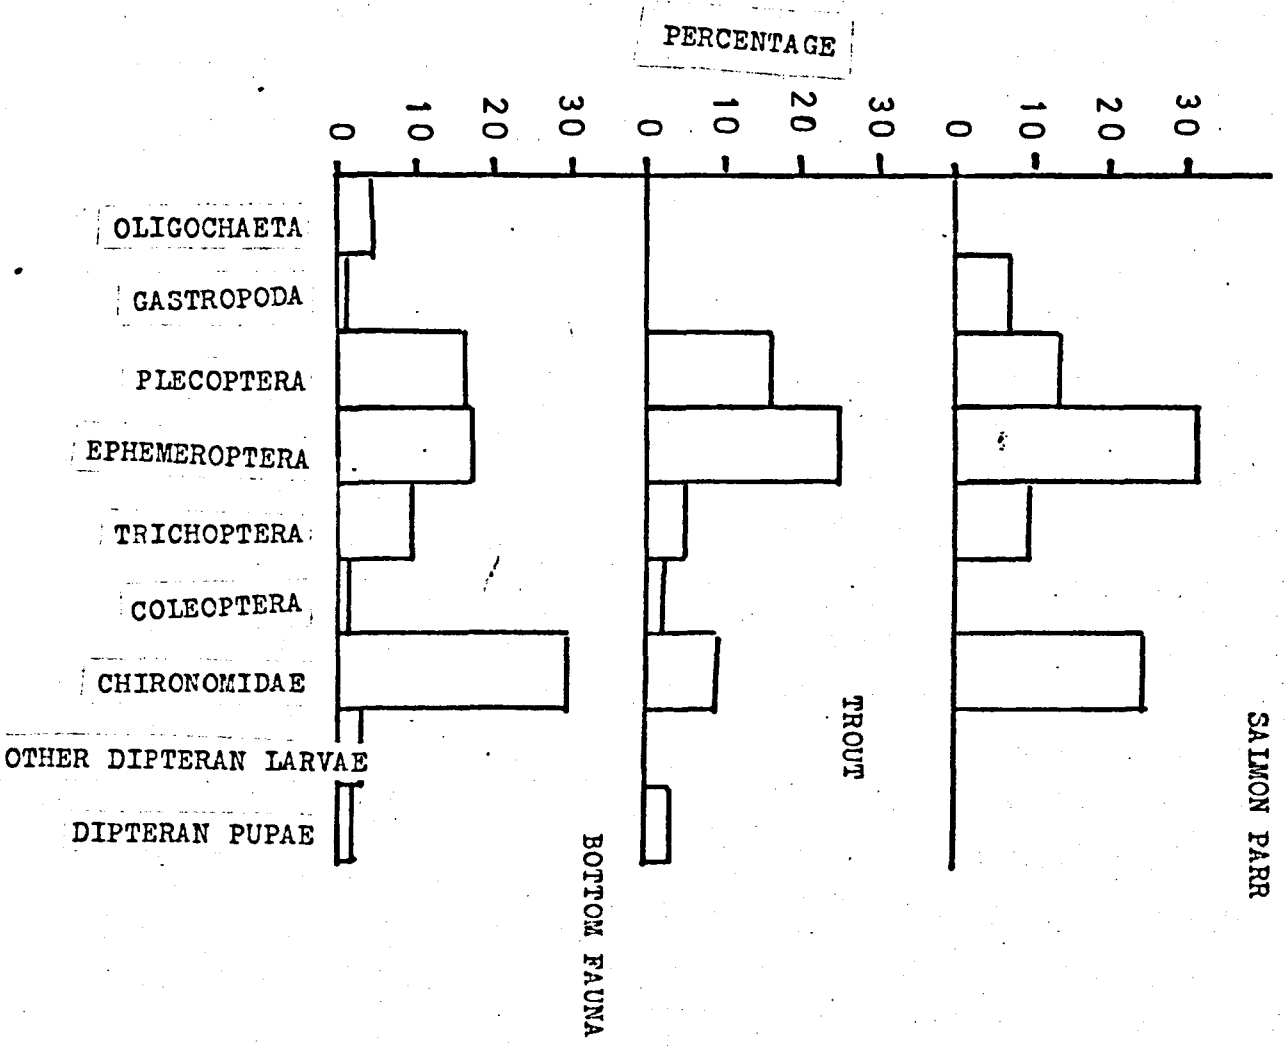 PERCENTAGE
0 10 20 30
0 10 20 30
0 10 20 30
OLIGOCHAETA
GASTROPODA
PLECOPTERA
EPHEMEROPTERA
TRICHOPTERA
COLEOPTERA
CHIRONOMIDAE
OTHER DIPTERAN LARVAE
DIPTERAN PUPAE
BOTTOM FAUNA
TROUT
SALMON PARR